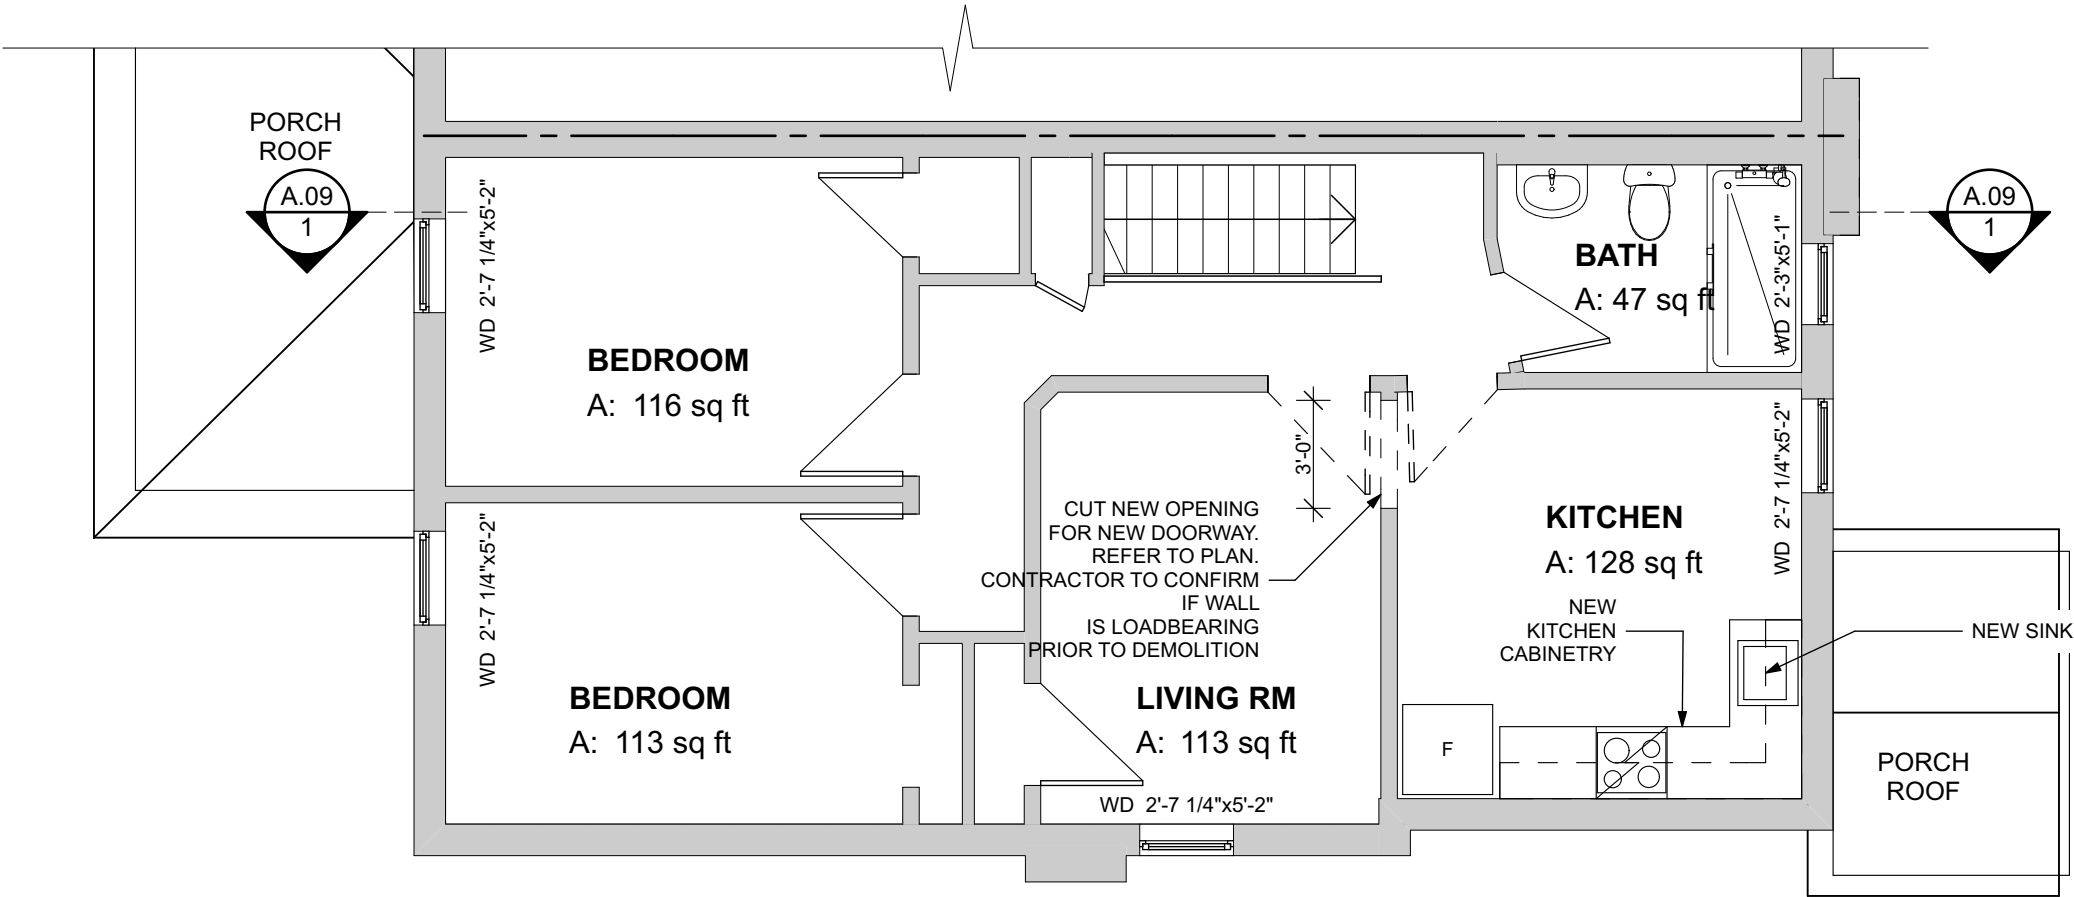 PORCH
ROOF
A.09
1
WD 2'-7 1/4"x5'-2"
BEDROOM
A: 116 sq ft
BATH
A: 47 sq ft
WD 2'-3"x5'-1"
A.09
1
3'-0"
CUT NEW OPENING
FOR NEW DOORWAY.
REFER TO PLAN.
CONTRACTOR TO CONFIRM
IF WALL
IS LOADBEARING
PRIOR TO DEMOLITION
KITCHEN
A: 128 sq ft
WD 2'-7 1/4"x5'-2"
NEW
KITCHEN
CABINETRY
NEW SINK
WD 2'-7 1/4"x5'-2"
BEDROOM
A: 113 sq ft
LIVING RM
A: 113 sq ft
WD 2'-7 1/4"x5'-2"
F
PORCH
ROOF